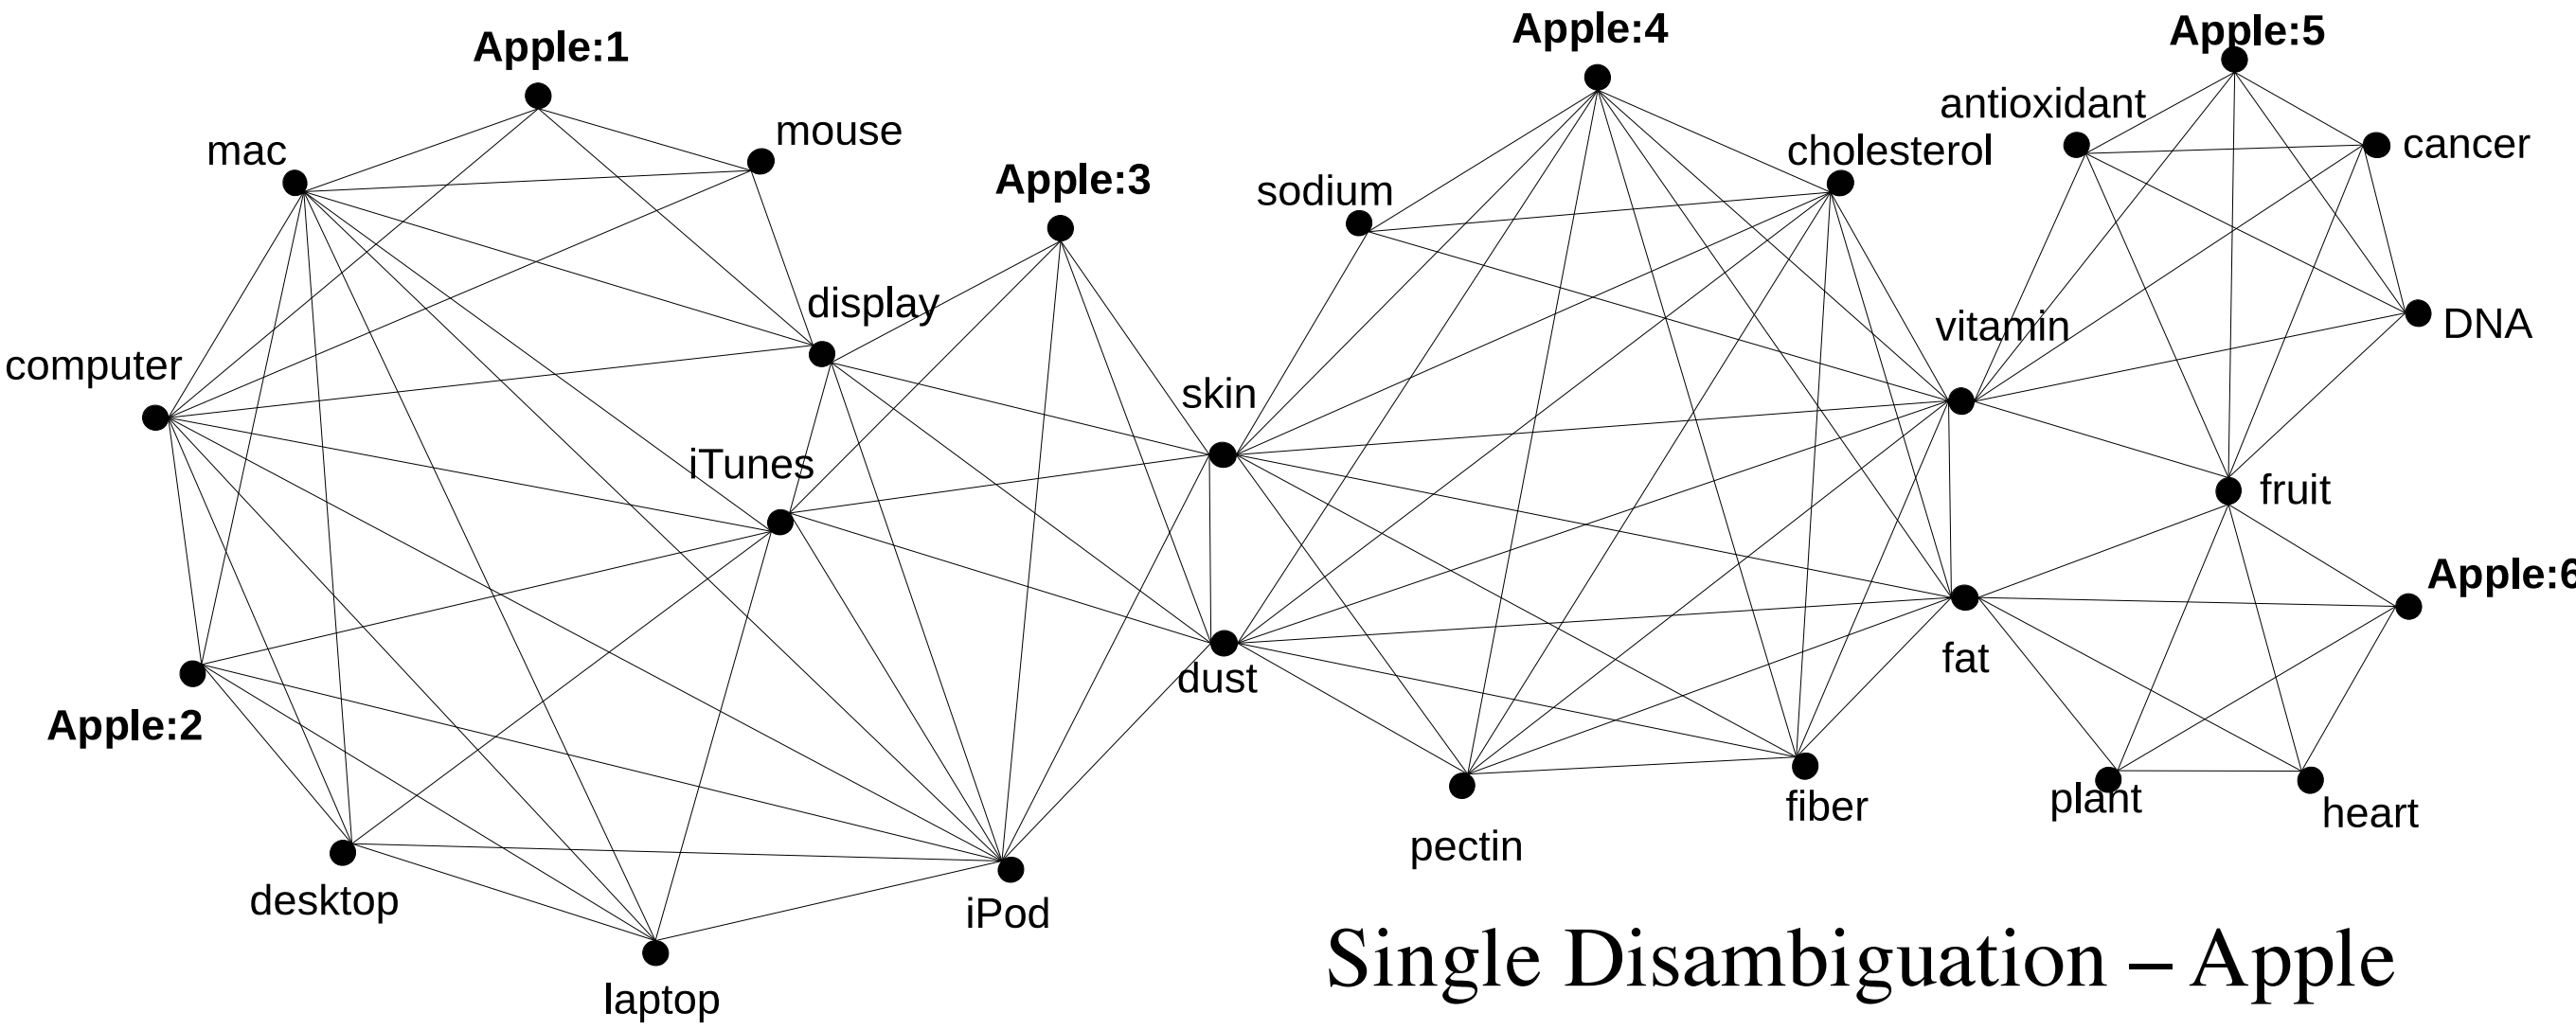 Apple:1
Apple:4
Apple:5
mac
mouse
Apple:3
antioxidant
cancer
cholesterol
sodium
display
vitamin
DNA
computer
skin
iTunes
fruit
Apple:6
Apple:2
dust
fat
plant
heart
fiber
pectin
desktop
iPod
laptop
Single Disambiguation – Apple